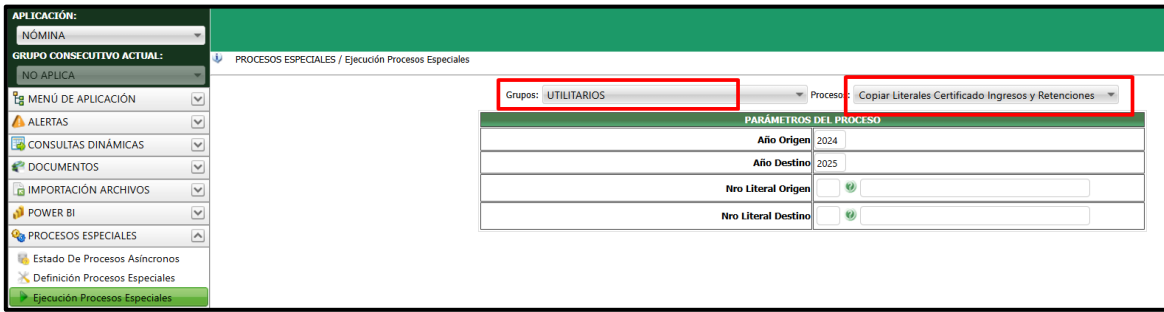 APLICACIÓN:
NÓMINA
GRUPO CONSECUTIVO ACTUAL:
NO APLICA
MENÚ DE APLICACIÓN
ALERTAS
CONSULTAS DINÁMICAS
DOCUMENTOS
IMPORTACIÓN ARCHIVOS
POWER BI
PROCESOS ESPECIALES
Estado De Procesos Asíncronos
Definición Procesos Especiales
Ejecución Procesos Especiales
PROCESOS ESPECIALES / Ejecución Procesos Especiales
Grupos: UTILITARIOS Procesos: Copiar Literales Certificado Ingresos y Retenciones
PARÁMETROS DEL PROCESO
Año Origen 2024
Año Destino 2025
Nro Literal Origen
Nro Literal Destino